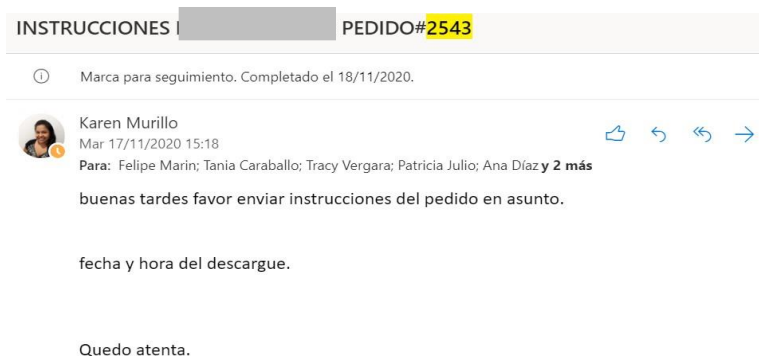 INSTRUCCIONES PEDIDO#2543
Marca para seguimiento. Completado el 18/11/2020.
Karen Murillo
Mar 17/11/2020 15:18
Para: Felipe Marin; Tania Caraballo; Tracy Vergara; Patricia Julio; Ana Díaz y 2 más
buenas tardes favor enviar instrucciones del pedido en asunto.
fecha y hora del descargue.
Quedo atenta.